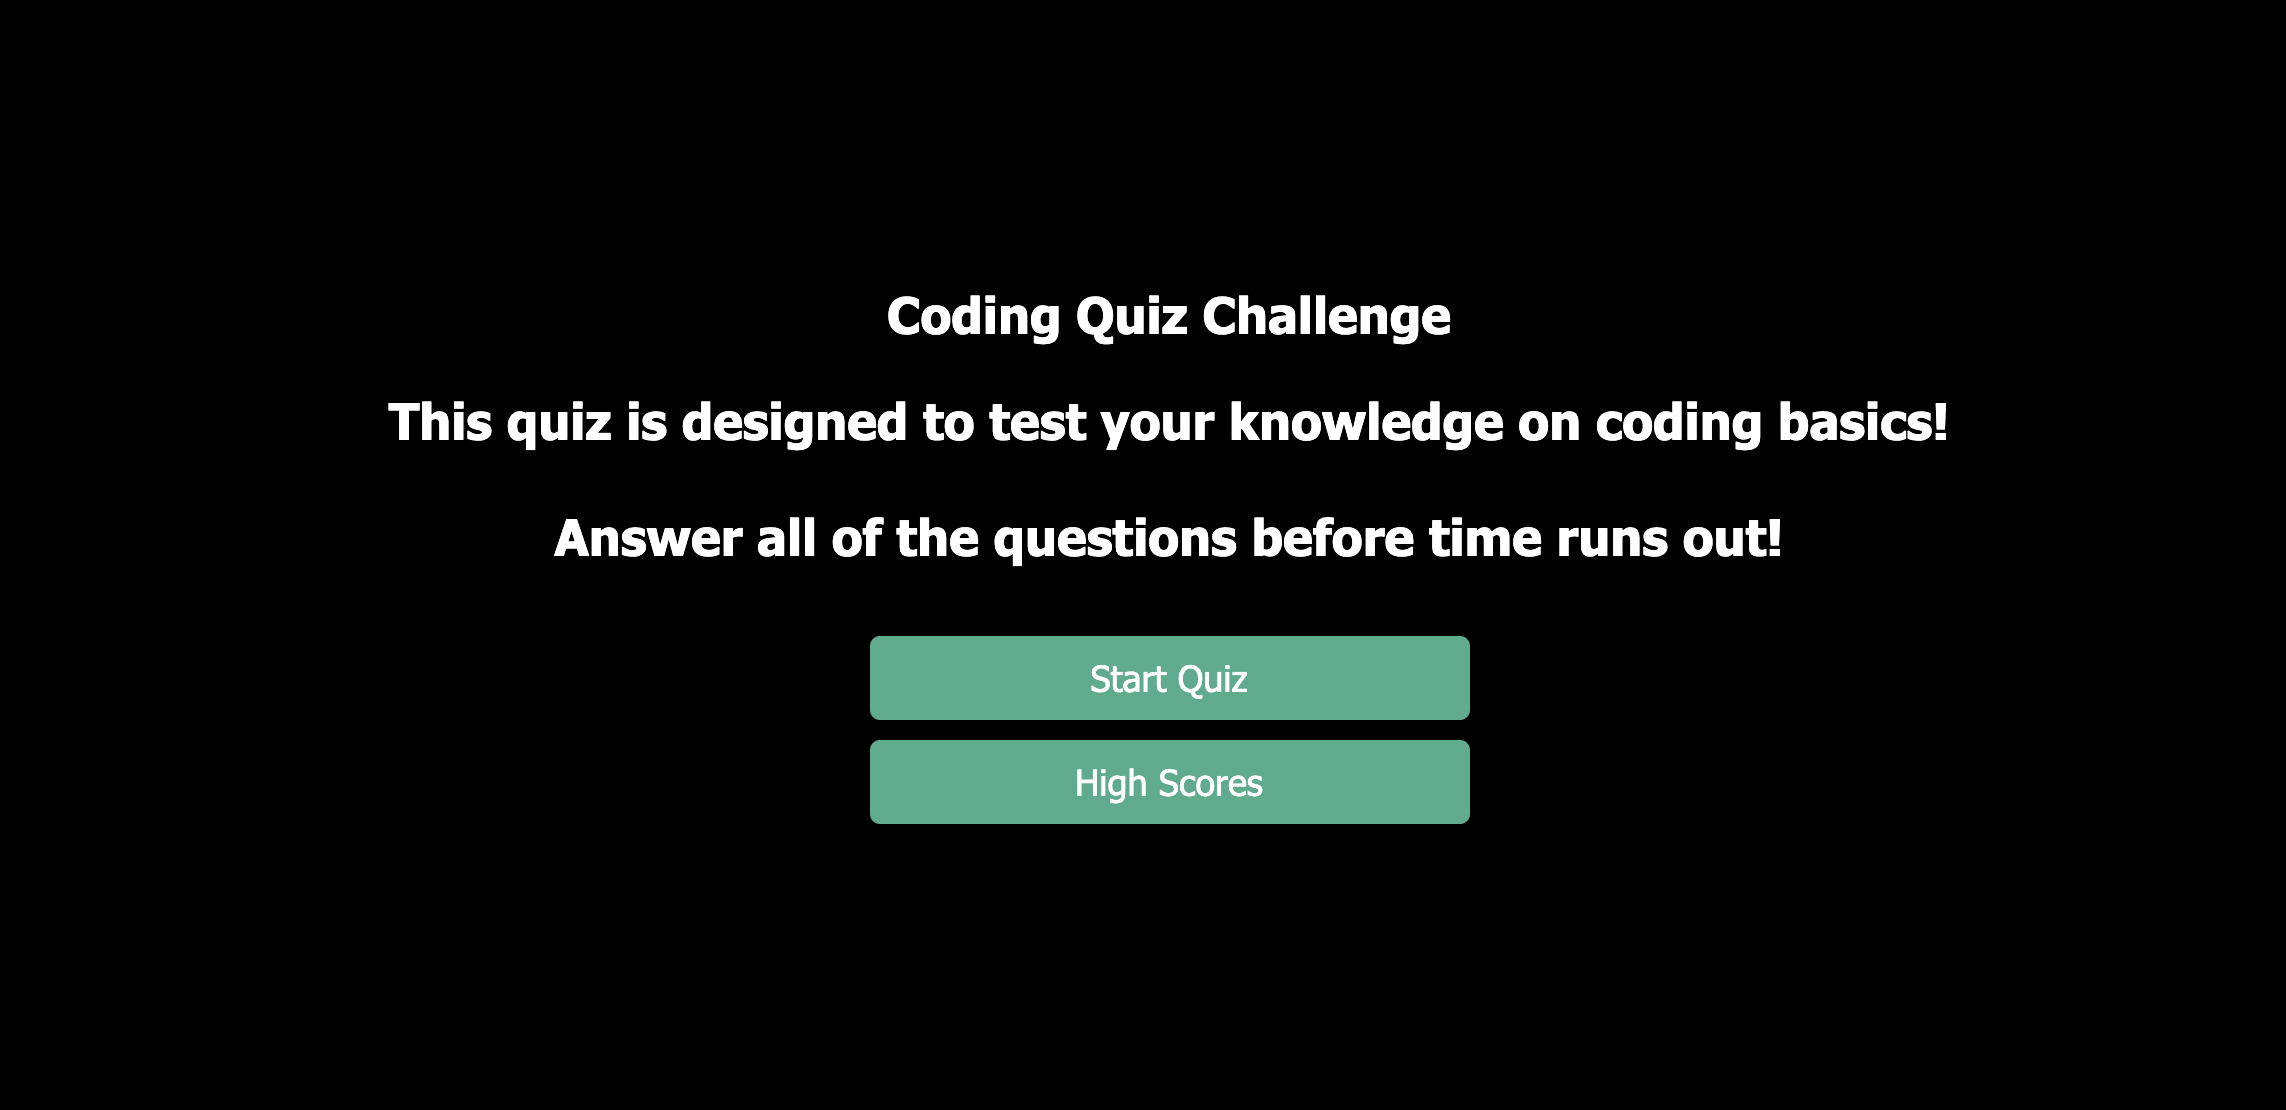 Coding Quiz Challenge
This quiz is designed to test your knowledge on coding basics!
Answer all of the questions before time runs out!
Start Quiz
High Scores